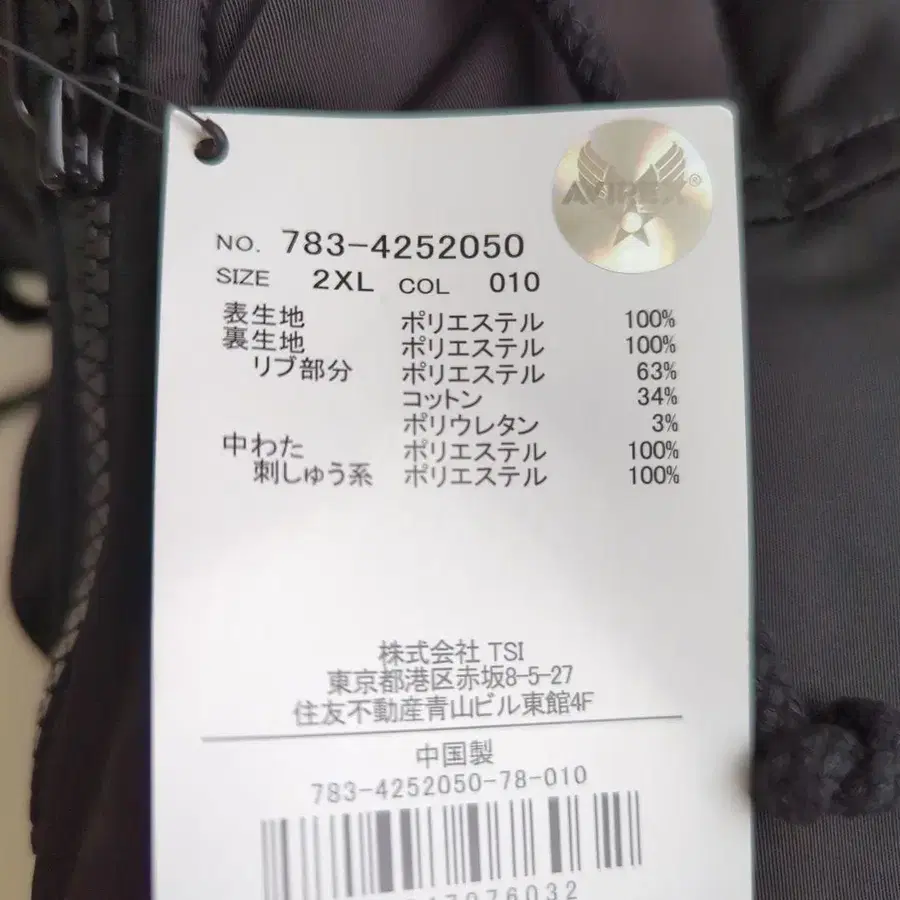 AVIREX®
NO. 783-4252050
SIZE 2XL COL 010
表生地 ポリエステル 100%
裏生地 ポリエステル 100%
リブ部分 ポリエステル 63%
コットン 34%
ポリウレタン 3%
中わた ポリエステル 100%
刺しゅう系 ポリエステル 100%
株式会社 TSI
東京都港区赤坂8-5-27
住友不動産青山ビル東館4F
中国製
783-4252050-78-010